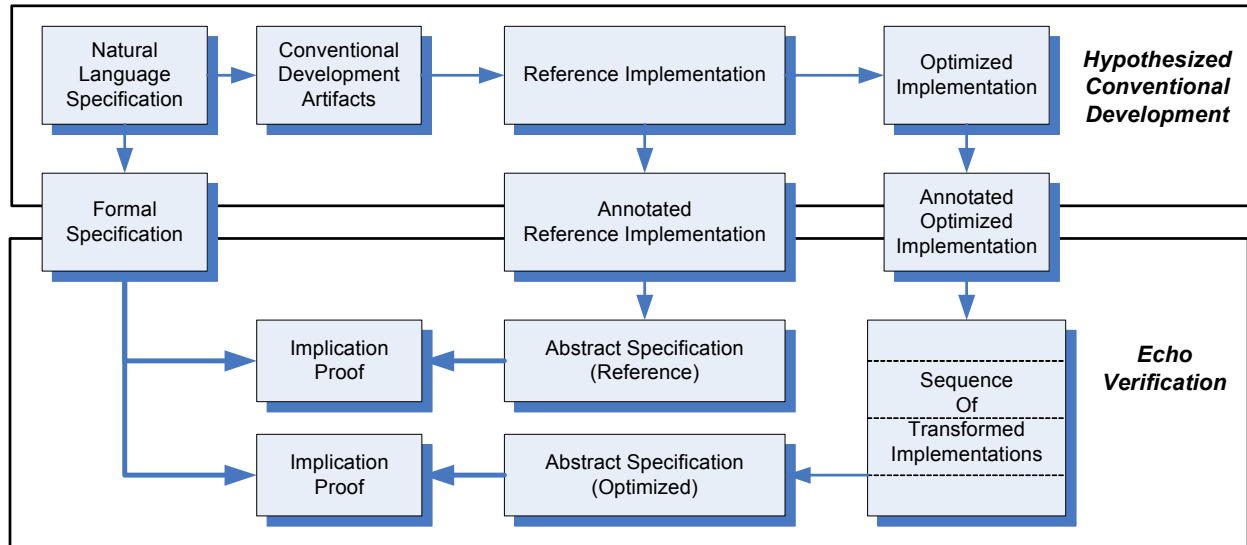 Natural
Language
Specification
Conventional
Development
Artifacts
Reference Implementation
Optimized
Implementation
Hypothesized
Conventional
Development
Formal
Specification
Annotated
Reference Implementation
Annotated
Optimized
Implementation
Implication
Proof
Abstract Specification
(Reference)
Sequence
Of
Transformed
Implementations
Echo
Verification
Implication
Proof
Abstract Specification
(Optimized)